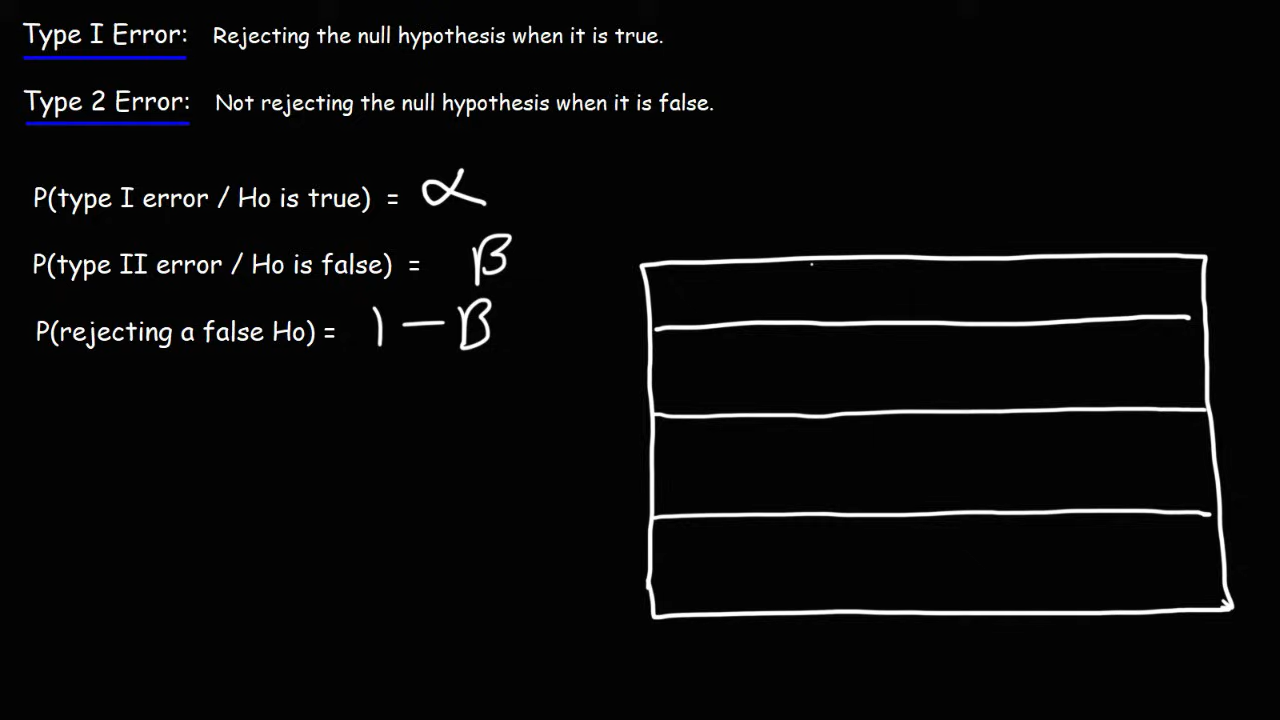 Type I Error: Rejecting the null hypothesis when it is true.
Type 2 Error: Not rejecting the null hypothesis when it is false.
P(type I error / Ho is true) = α
P(type II error / Ho is false) = β
P(rejecting a false Ho) = 1 - β